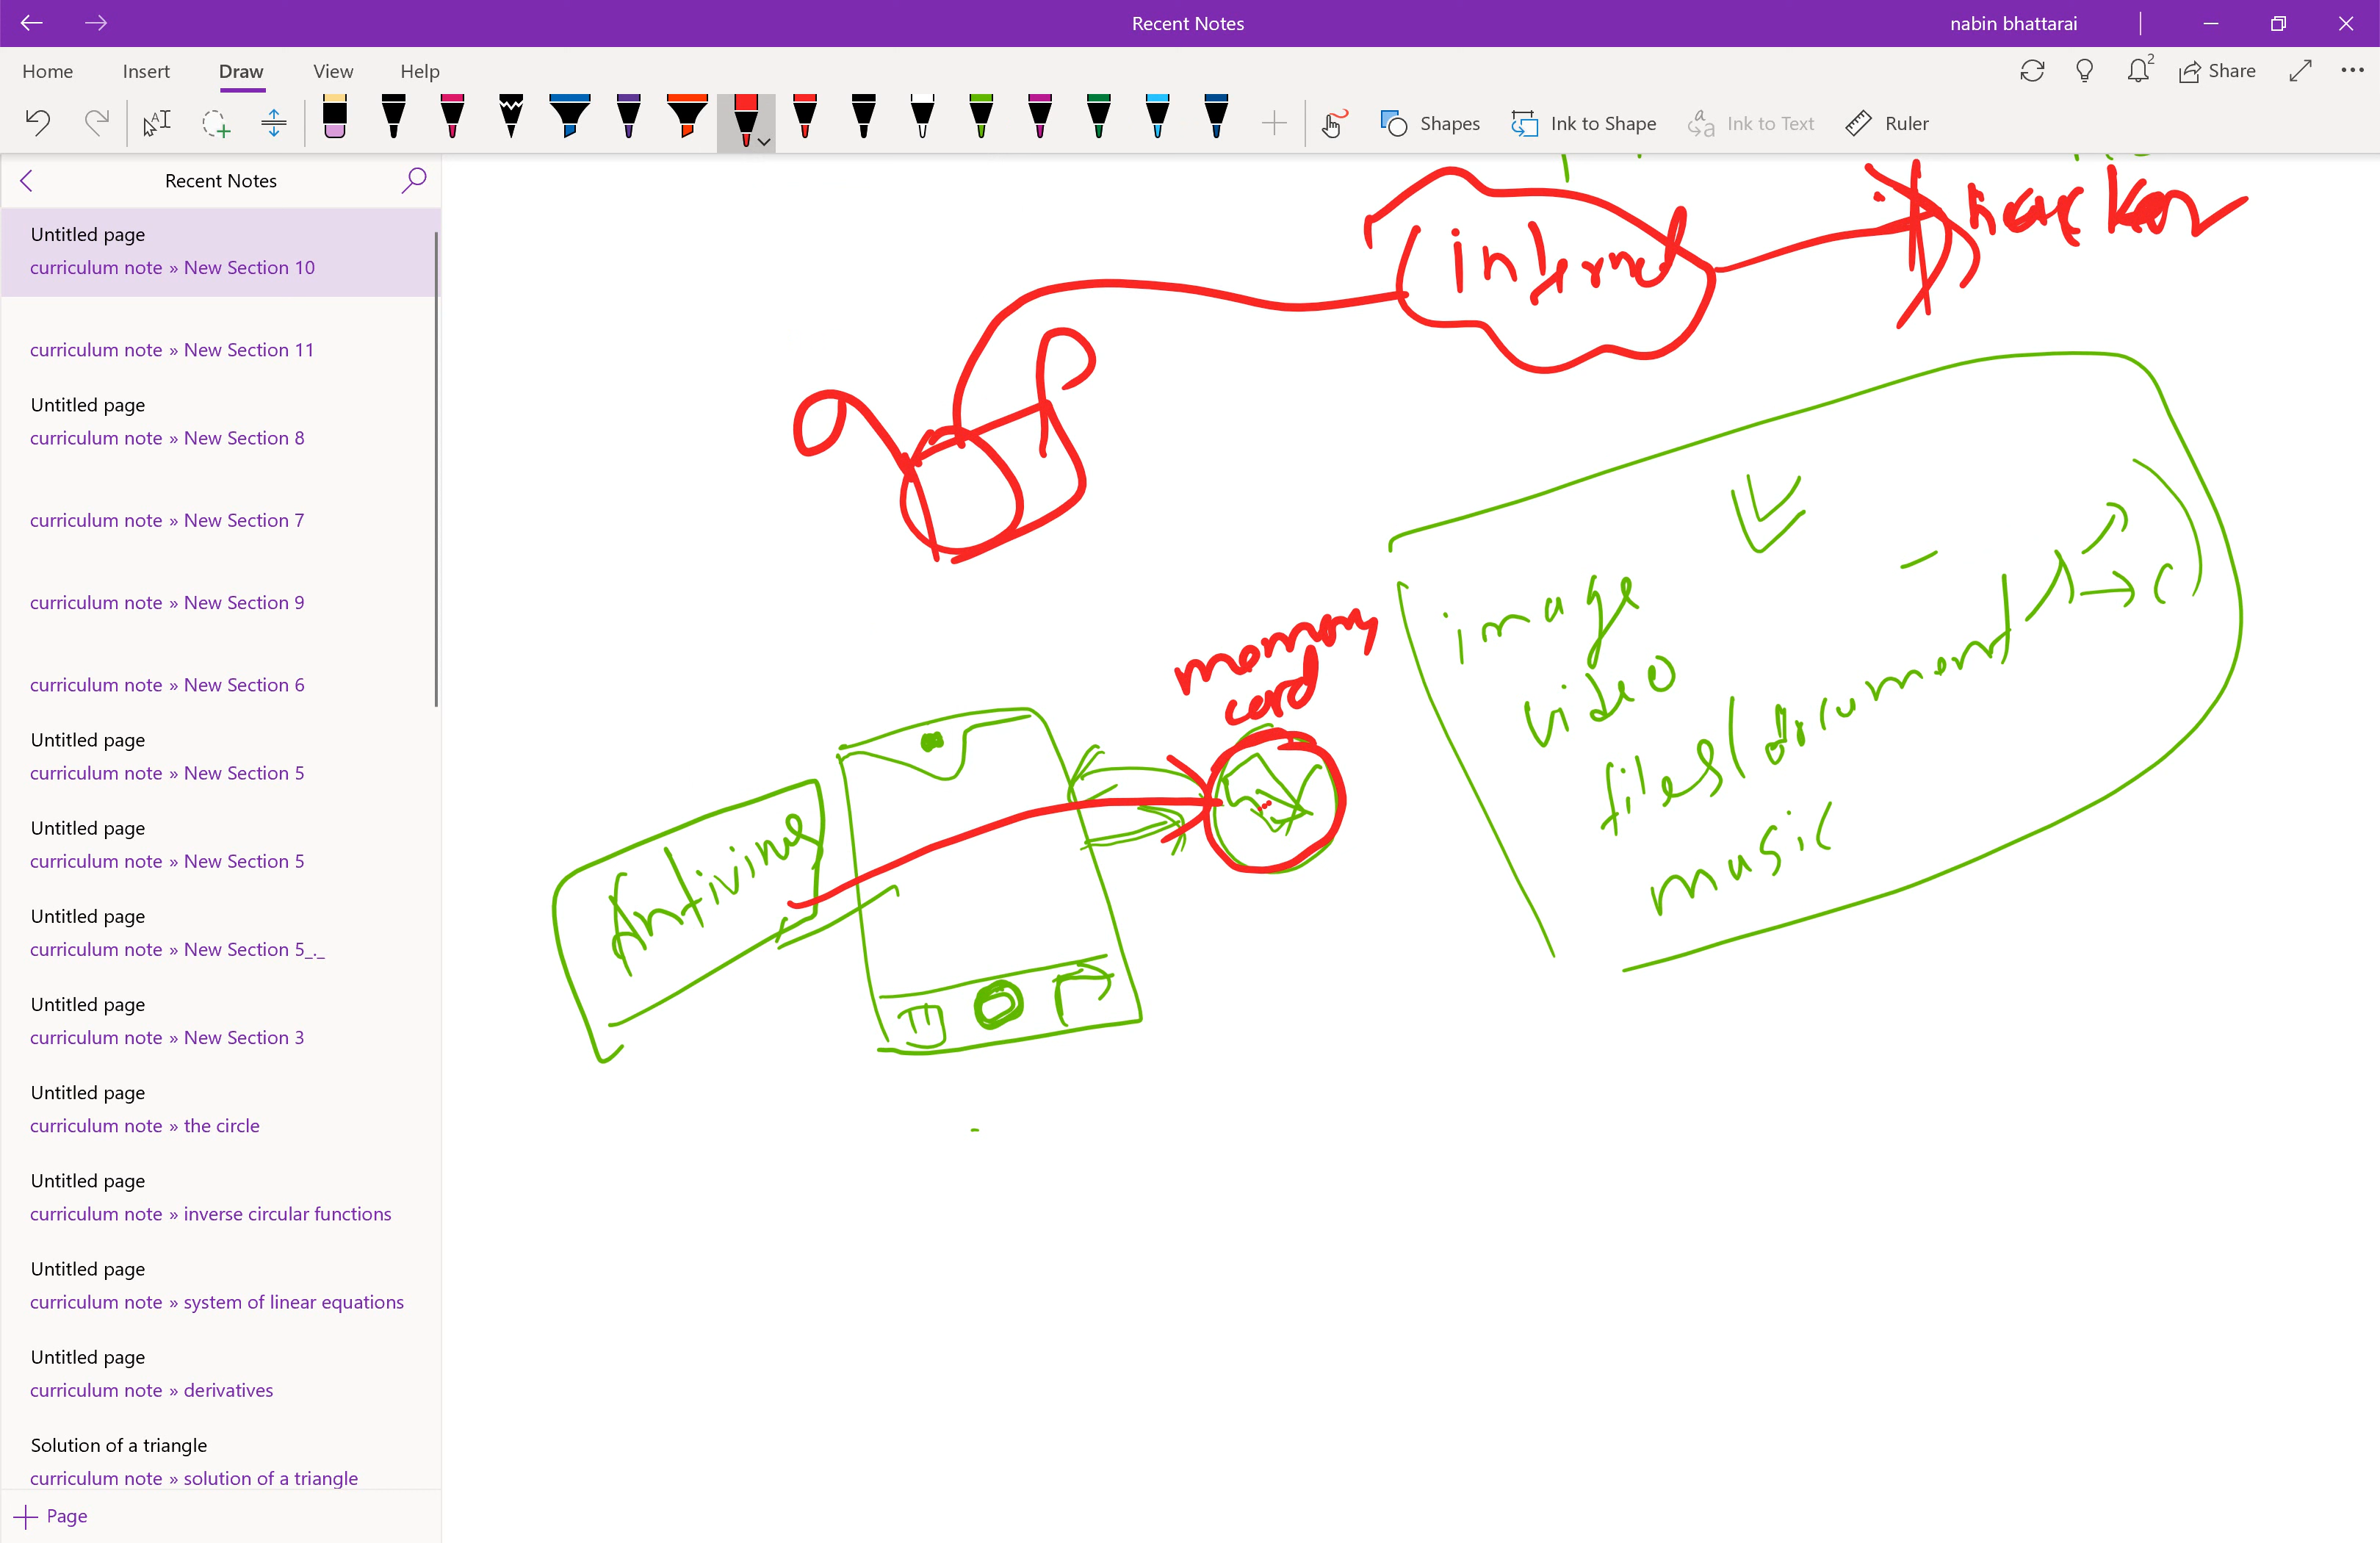 Recent Notes
nabin bhattarai
Home Insert Draw View Help
2 Share
Shapes Ink to Shape Ink to Text Ruler
Recent Notes
Untitled page
curriculum note » New Section 10
curriculum note » New Section 11
Untitled page
curriculum note » New Section 8
curriculum note » New Section 7
curriculum note » New Section 9
curriculum note » New Section 6
Untitled page
curriculum note » New Section 5
Untitled page
curriculum note » New Section 5
Untitled page
curriculum note » New Section 5_._
Untitled page
curriculum note » New Section 3
Untitled page
curriculum note » the circle
Untitled page
curriculum note » inverse circular functions
Untitled page
curriculum note » system of linear equations
Untitled page
curriculum note » derivatives
Solution of a triangle
curriculum note » solution of a triangle
Page
internet
memory
card
image
video
files (document
music
Antivirus